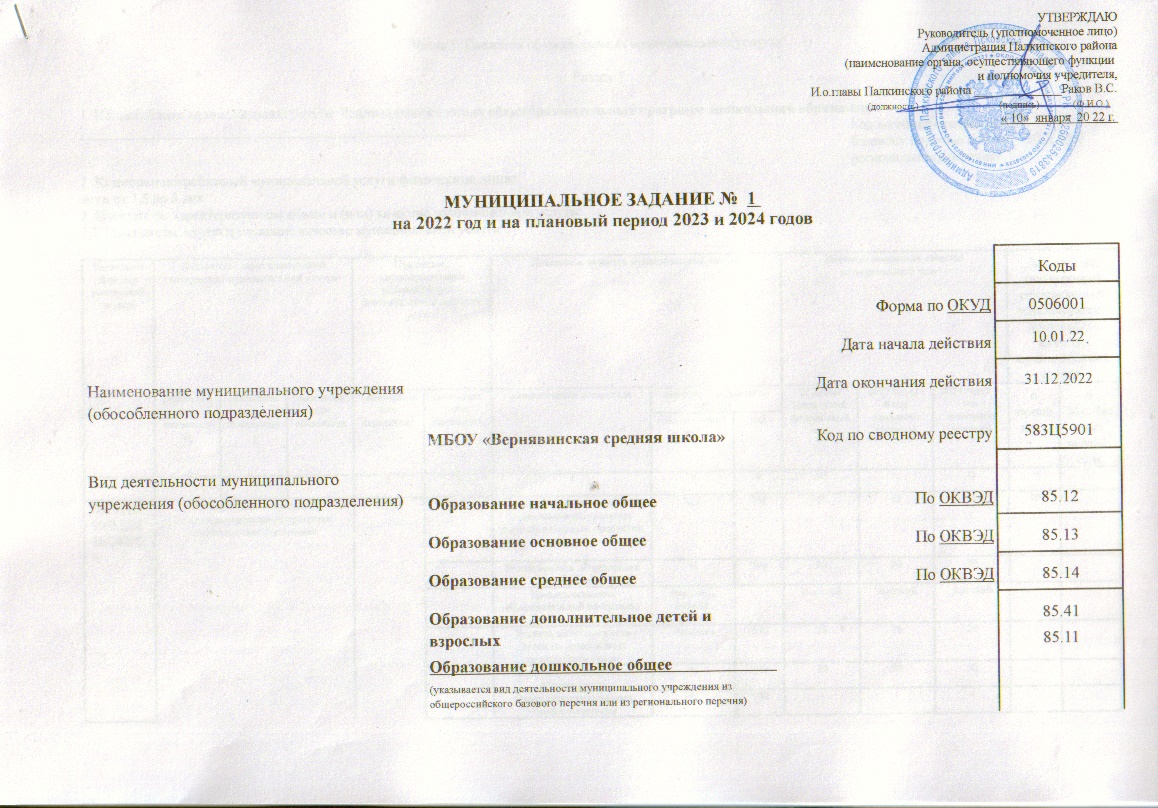 УТВЕРЖДАЮ
Руководитель (уполномоченное лицо)
Администрация Палкинского района
(наименование органа, осуществляющего функции
и полномочия учредителя,
И.о.главы Палкинского района Раков В.С.
(должность) (подпись) (Ф.И.О.)
« 10» января 20 22 г.
МУНИЦИПАЛЬНОЕ ЗАДАНИЕ № 1
на 2022 год и на плановый период 2023 и 2024 годов
Коды
Форма по ОКУД 0506001
Дата начала действия 10.01.22
Наименование муниципального учреждения
(обособленного подразделения)
Дата окончания действия 31.12.2022
МБОУ «Вернявинская средняя школа» Код по сводному реестру 583Ц5901
Вид деятельности муниципального
учреждения (обособленного подразделения)
Образование начальное общее По ОКВЭД 85.12
Образование основное общее По ОКВЭД 85.13
Образование среднее общее По ОКВЭД 85.14
Образование дополнительное детей и 85.41
взрослых 85.11
Образование дошкольное общее
(указывается вид деятельности муниципального учреждения из
общероссийского базового перечня или из регионального перечня)